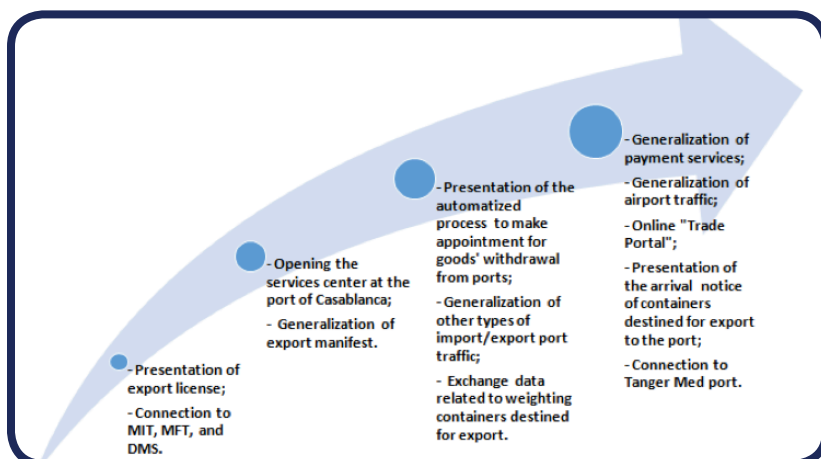 - Presentation of
export license;
- Connection to
MIT, MFT, and
DMS.
- Opening the
services center at the
port of Casablanca;
- Generalization of
export manifest.
- Presentation of the
automatized
process to make
appointment for
goods' withdrawal
from ports;
- Generalization of
other types of
import/export port
traffic;
- Exchange data
related to weighting
containers destined
for export.
- Generalization of
payment services;
- Generalization of
airport traffic;
- Online "Trade
Portal";
- Presentation of
the arrival notice
of containers
destined for export
to the port;
- Connection to
Tanger Med port.